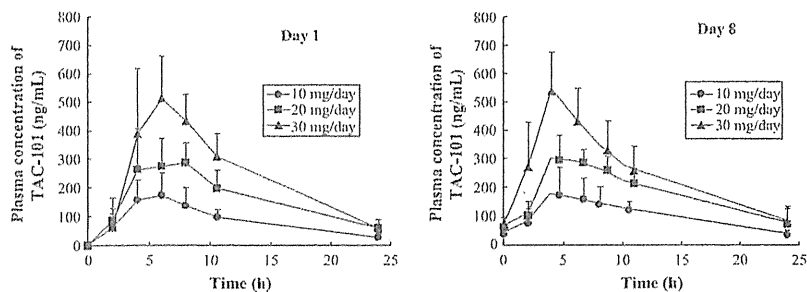 Plasma concentration of
TAC-101 (ng/mL)
800
700
600
500
400
300
200
100
0
Day 1
10 mg/day
20 mg/day
30 mg/day
0 5 10 15 20 25
Time (h)
Plasma concentration of
TAC-101 (ng/mL)
800
700
600
500
400
300
200
100
0
Day 8
10 mg/day
20 mg/day
30 mg/day
0 5 10 15 20 25
Time (h)